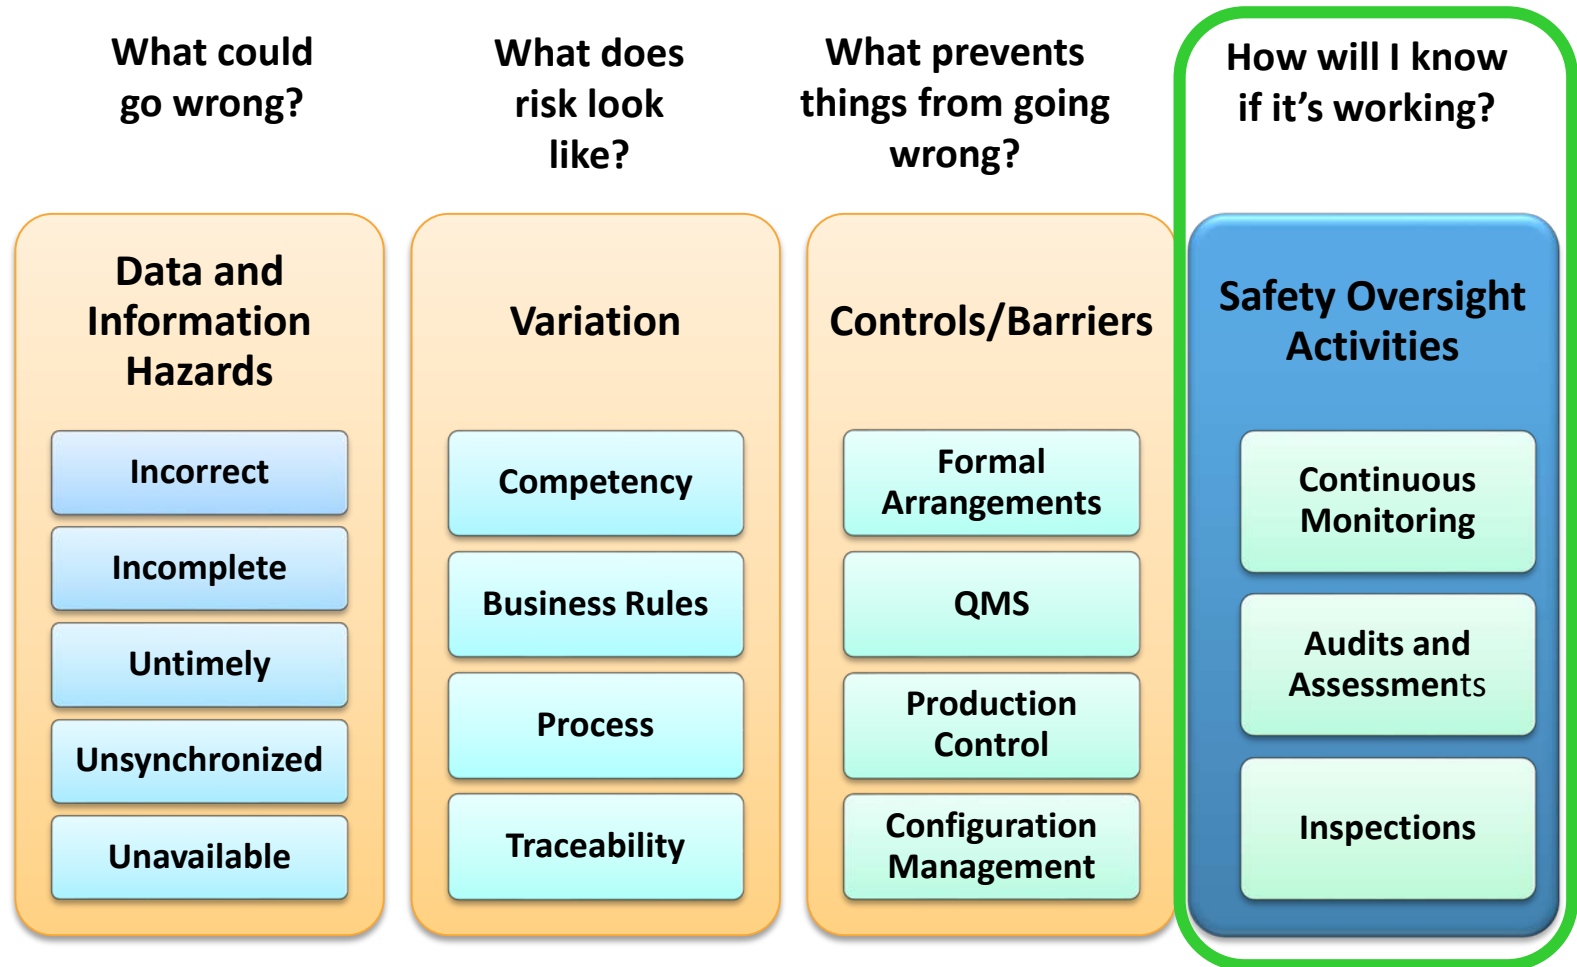 What could
go wrong?
What does
risk look
like?
What prevents
things from going
wrong?
How will I know
if it’s working?
Data and
Information
Hazards
Incorrect
Incomplete
Untimely
Unsynchronized
Unavailable
Variation
Competency
Business Rules
Process
Traceability
Controls/Barriers
Formal
Arrangements
QMS
Production
Control
Configuration
Management
Safety Oversight
Activities
Continuous
Monitoring
Audits and
Assessments
Inspections